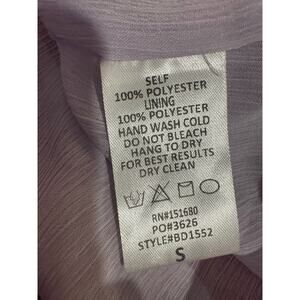 SELF
100% POLYESTER
LINING
100% POLYESTER
HAND WASH COLD
DO NOT BLEACH
HANG TO DRY
FOR BEST RESULTS
DRY CLEAN
RN#151680
PO#3626
STYLE#BD1552
S